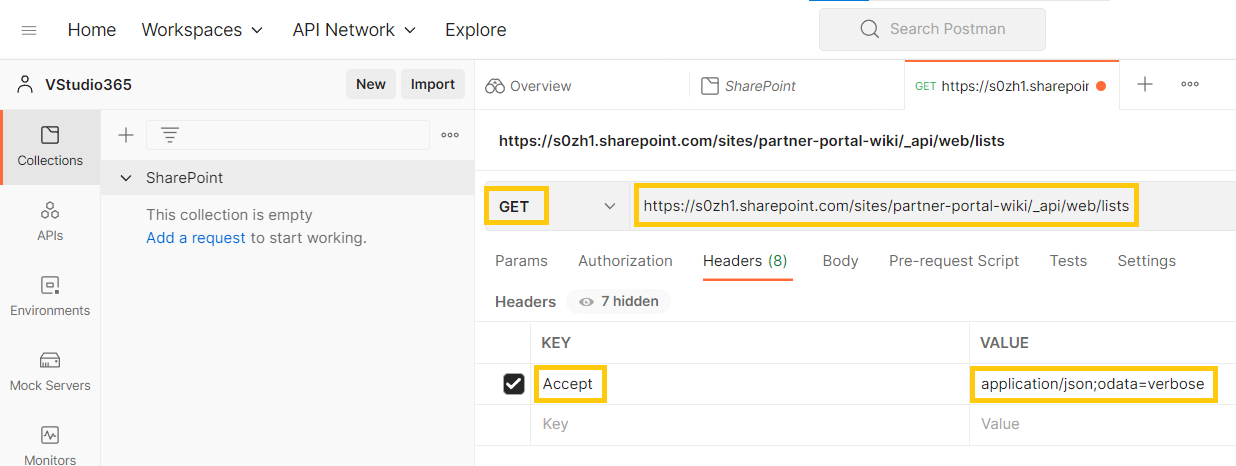 Home Workspaces API Network Explore Search Postman
VStudio365 New Import
Overview SharePoint GET https://s0zh1.sharepoin
Collections
https://s0zh1.sharepoint.com/sites/partner-portal-wiki/_api/web/lists
SharePoint
GET https://s0zh1.sharepoint.com/sites/partner-portal-wiki/_api/web/lists
This collection is empty
Add a request to start working.
APIs
Params Authorization Headers (8) Body Pre-request Script Tests Settings
Headers 7 hidden
Environments
KEY VALUE
Mock Servers
Accept application/json;odata=verbose
Key Value
Monitors